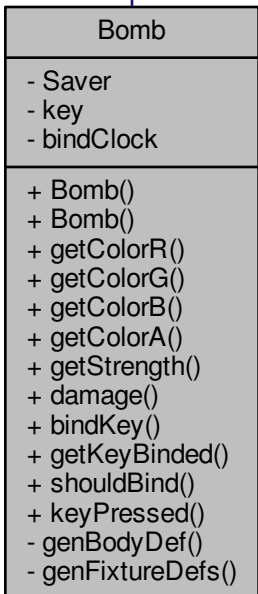 Bomb
- Saver
- key
- bindClock
+ Bomb()
+ Bomb()
+ getColorR()
+ getColorG()
+ getColorB()
+ getColorA()
+ getStrength()
+ damage()
+ bindKey()
+ getKeyBinded()
+ shouldBind()
+ keyPressed()
- genBodyDef()
- genFixtureDefs()